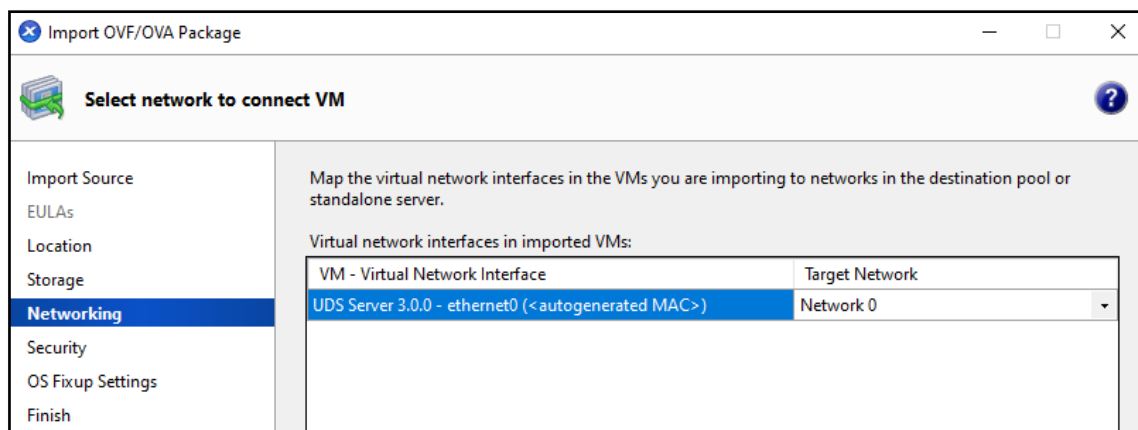 Import OVF/OVA Package
Select network to connect VM
Import Source
EULAs
Location
Storage
Networking
Security
OS Fixup Settings
Finish
Map the virtual network interfaces in the VMs you are importing to networks in the destination pool or
standalone server.
Virtual network interfaces in imported VMs:
VM - Virtual Network Interface Target Network
UDS Server 3.0.0 - ethernet0 (<autogenerated MAC>) Network 0